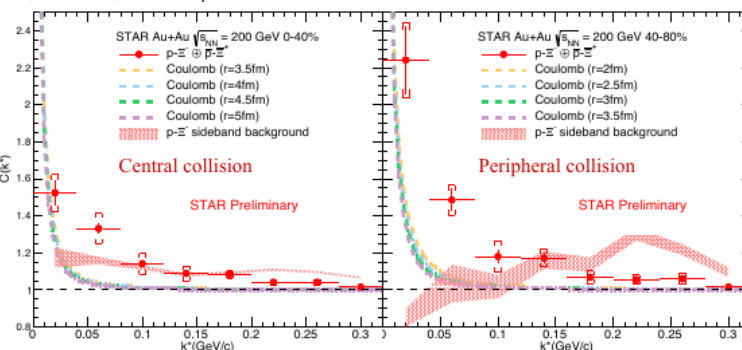 STAR Au+Au √s_NN = 200 GeV 0-40%
p-Ξ⁻ ⊕ p̄-Ξ̄⁺
Coulomb (r=3.5fm)
Coulomb (r=4fm)
Coulomb (r=4.5fm)
Coulomb (r=5fm)
p-Ξ⁻ sideband background
Central collision
STAR Preliminary
C(k*)
2.4
2.2
2
1.8
1.6
1.4
1.2
1
0.8
0
0.05
0.1
0.15
0.2
0.25
0.3
k*(GeV/c)
STAR Au+Au √s_NN = 200 GeV 40-80%
p-Ξ⁻ ⊕ p̄-Ξ̄⁺
Coulomb (r=2fm)
Coulomb (r=2.5fm)
Coulomb (r=3fm)
Coulomb (r=3.5fm)
p-Ξ⁻ sideband background
Peripheral collision
STAR Preliminary
0.05
0.1
0.15
0.2
0.25
0.3
k*(GeV/c)